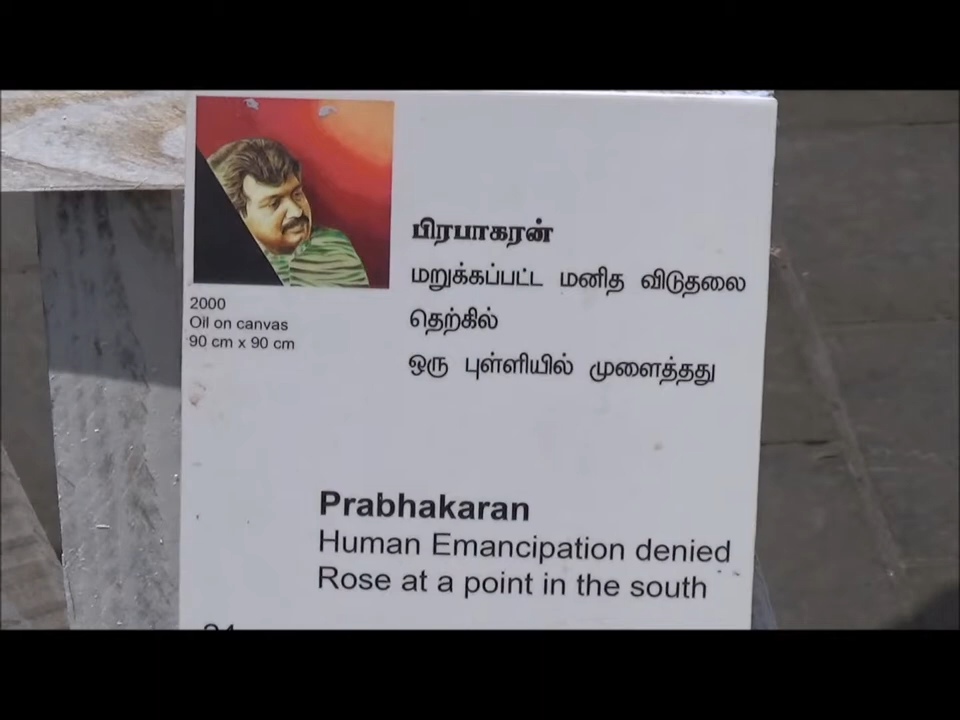 2000
Oil on canvas
90 cm x 90 cm
பிரபாகரன்
மறுக்கப்பட்ட மனித விடுதலை
தெற்கில்
ஒரு புள்ளியில் முளைத்தது
Prabhakaran
Human Emancipation denied
Rose at a point in the south